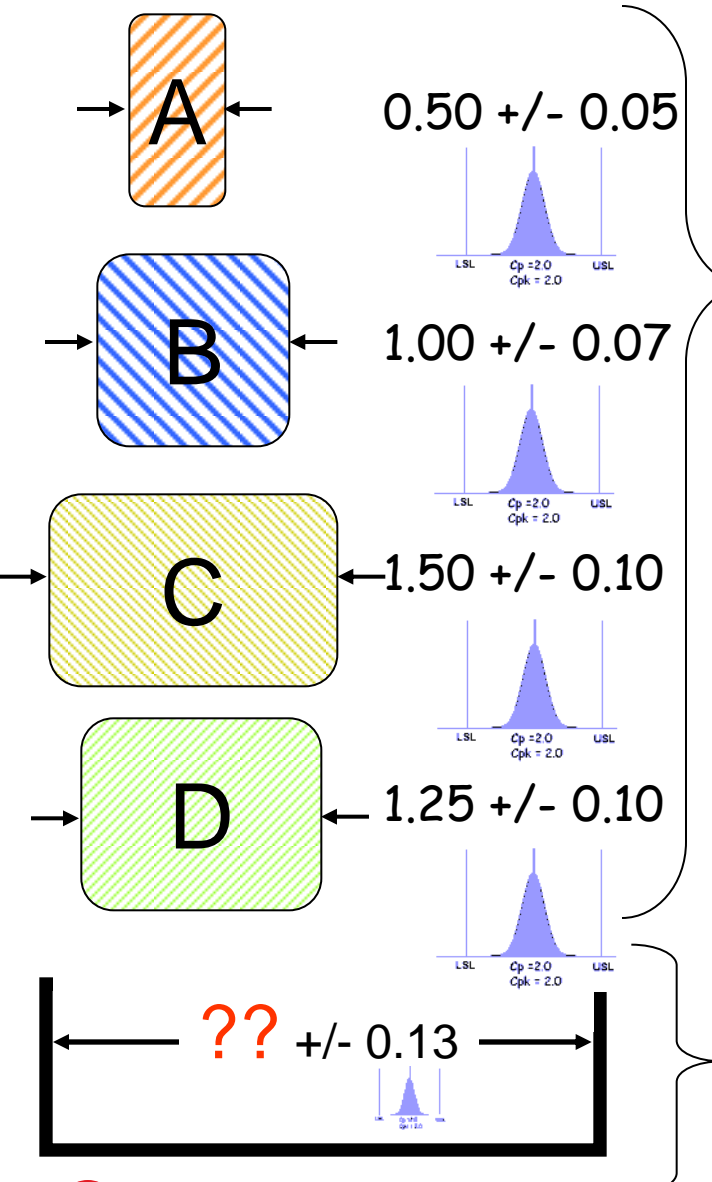 A
0.50 +/- 0.05
LSL
USL
Cp =2.0
Cpk = 2.0
B
1.00 +/- 0.07
LSL
USL
Cp =2.0
Cpk = 2.0
C
1.50 +/- 0.10
LSL
USL
Cp =2.0
Cpk = 2.0
D
1.25 +/- 0.10
LSL
USL
Cp =2.0
Cpk = 2.0
?? +/- 0.13